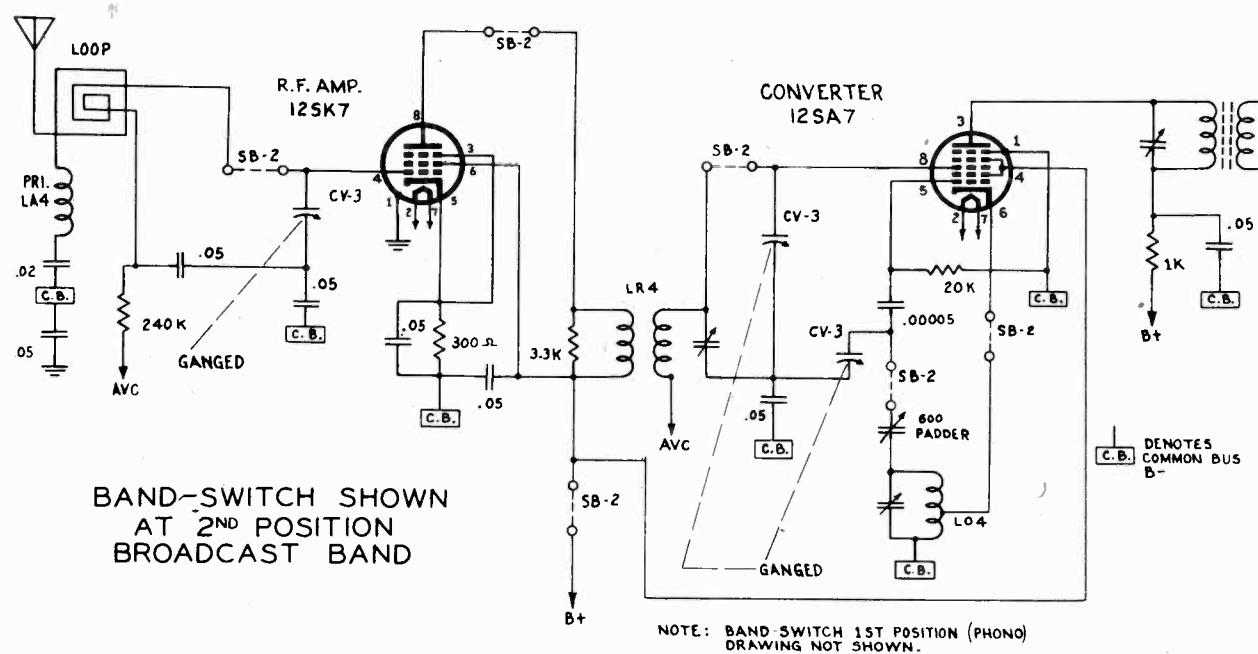 LOOP
R.F. AMP.
12SK7
SB-2
8
3
6
4
1
2
7
5
SB-2
CV-3
PRI.
LA4
.02
C.B.
.05
.05
240K
AVC
GANGED
.05
C.B.
.05
300 Ω
.05
C.B.
3.3K
LR4
SB-2
B+
AVC
CONVERTER
12SA7
3
1
8
4
5
2
7
6
SB-2
CV-3
CV-3
.05
C.B.
20K
.00005
C.B.
SB-2
SB-2
600
PADDER
LO4
C.B.
GANGED
1K
.05
C.B.
B+
C.B.
DENOTES
COMMON BUS
B-
BAND-SWITCH SHOWN
AT 2ND POSITION
BROADCAST BAND
NOTE: BAND-SWITCH 1ST POSITION (PHONO)
DRAWING NOT SHOWN.